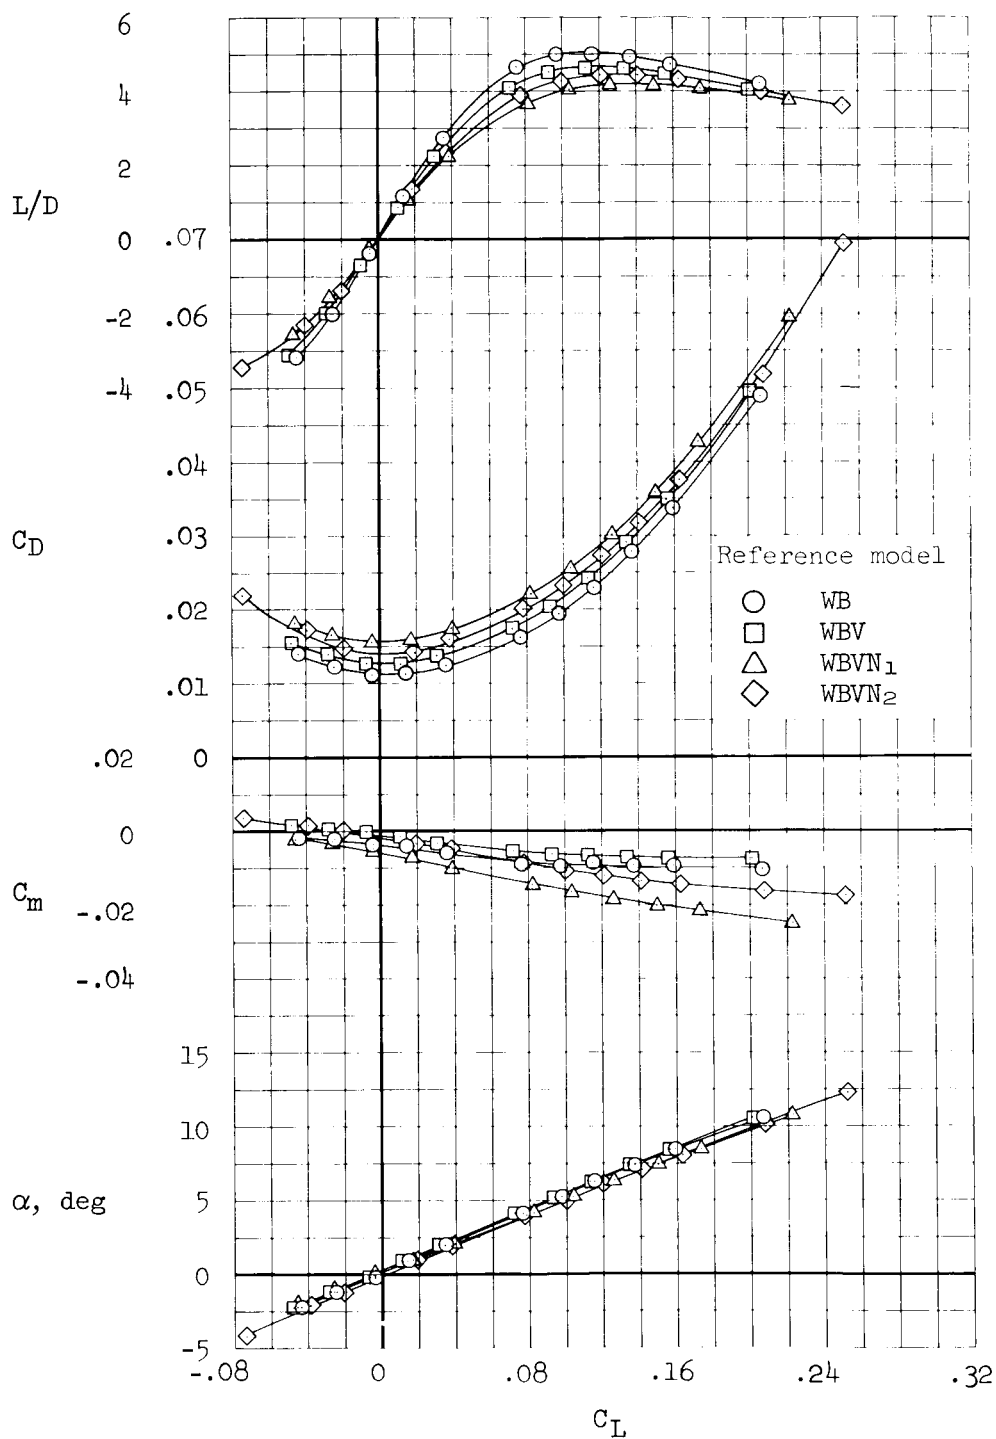 6
4
2
L/D
0 .07
-2 .06
-4 .05
.04
C_D .03
Reference model
WB
.02 WBV
WBVN₁
.01 WBVN₂
.02 0
0
C_m
-.02
-.04
15
10
α, deg 5
0
-5
-.08 0 .08 .16 .24 .32
C_L